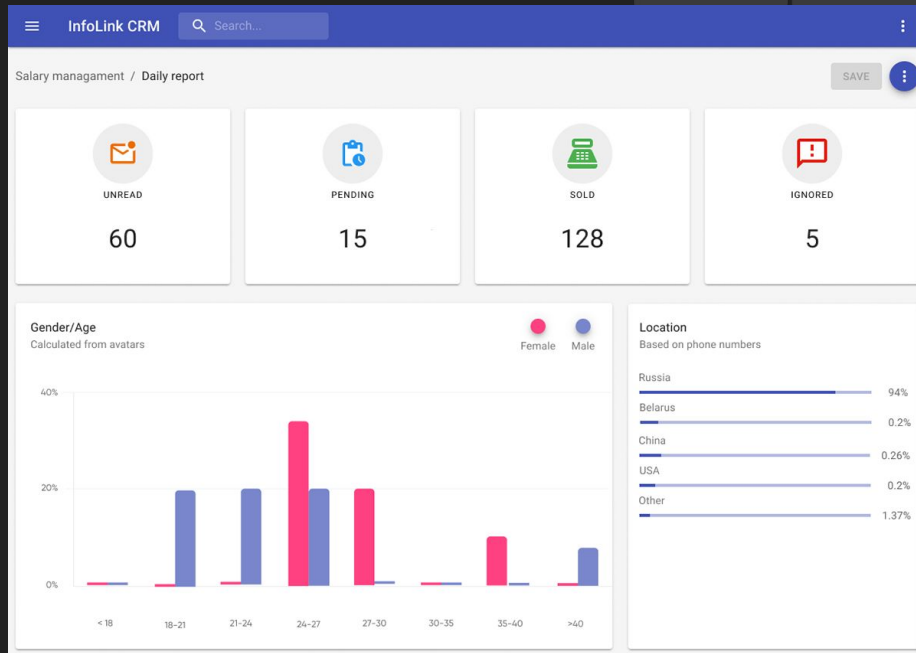 InfoLink CRM
Search...
Salary managament / Daily report
SAVE
UNREAD
60
PENDING
15
SOLD
128
IGNORED
5
Gender/Age
Calculated from avatars
Female
Male
40%
20%
0%
< 18
18-21
21-24
24-27
27-30
30-35
35-40
>40
Location
Based on phone numbers
Russia
94%
Belarus
0.2%
China
0.26%
USA
0.2%
Other
1.37%